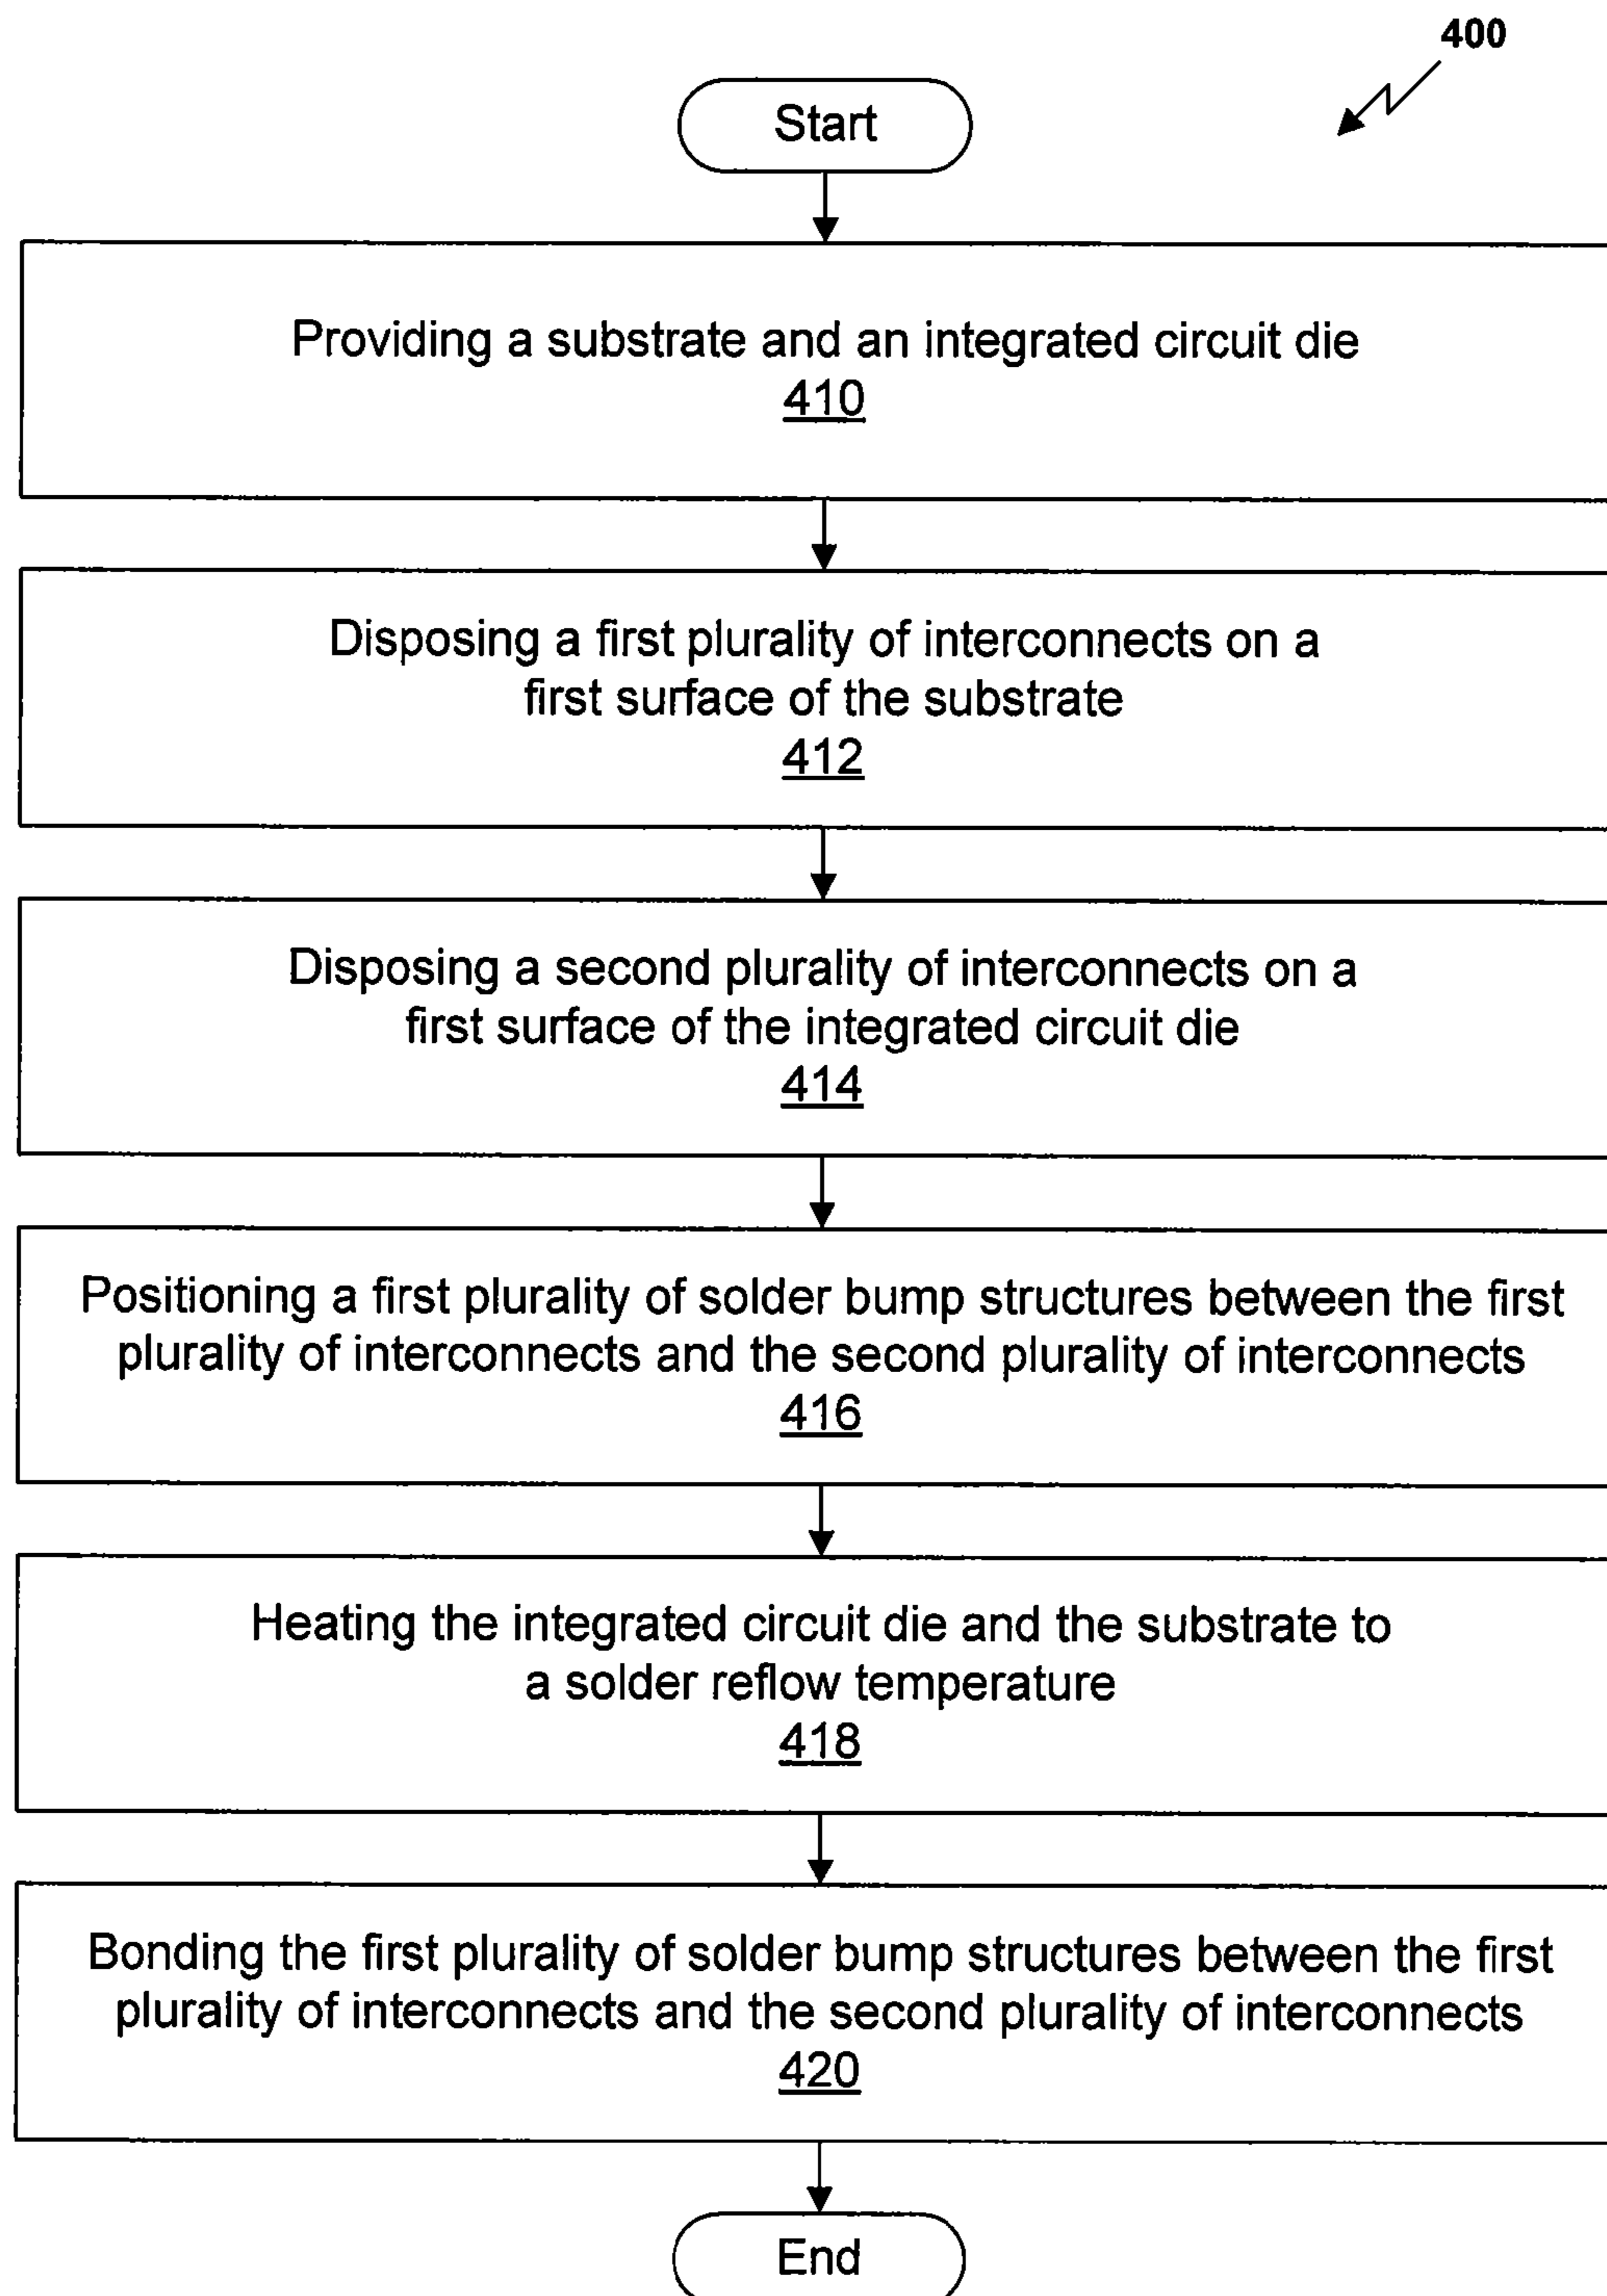 400
Start
Providing a substrate and an integrated circuit die
410
Disposing a first plurality of interconnects on a
first surface of the substrate
412
Disposing a second plurality of interconnects on a
first surface of the integrated circuit die
414
Positioning a first plurality of solder bump structures between the first
plurality of interconnects and the second plurality of interconnects
416
Heating the integrated circuit die and the substrate to
a solder reflow temperature
418
Bonding the first plurality of solder bump structures between the first
plurality of interconnects and the second plurality of interconnects
420
End